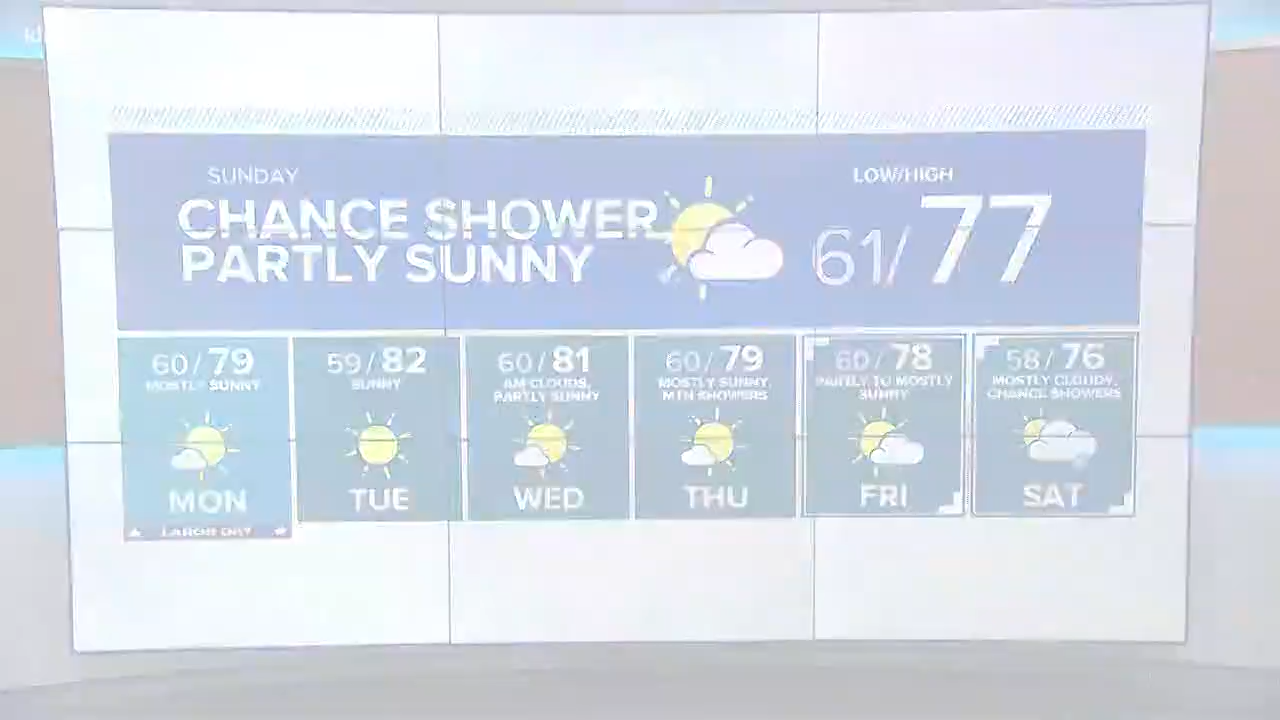 SUNDAY
CHANCE SHOWER
PARTLY SUNNY
LOW/HIGH
61/77
60/79
MOSTLY SUNNY
MON
LABOR DAY
59/82
SUNNY
TUE
60/81
AM CLOUDS,
PARTLY SUNNY
WED
60/79
MOSTLY SUNNY,
MTN SHOWERS
THU
60/78
PARTLY TO MOSTLY
SUNNY
FRI
58/76
MOSTLY CLOUDY,
CHANCE SHOWERS
SAT